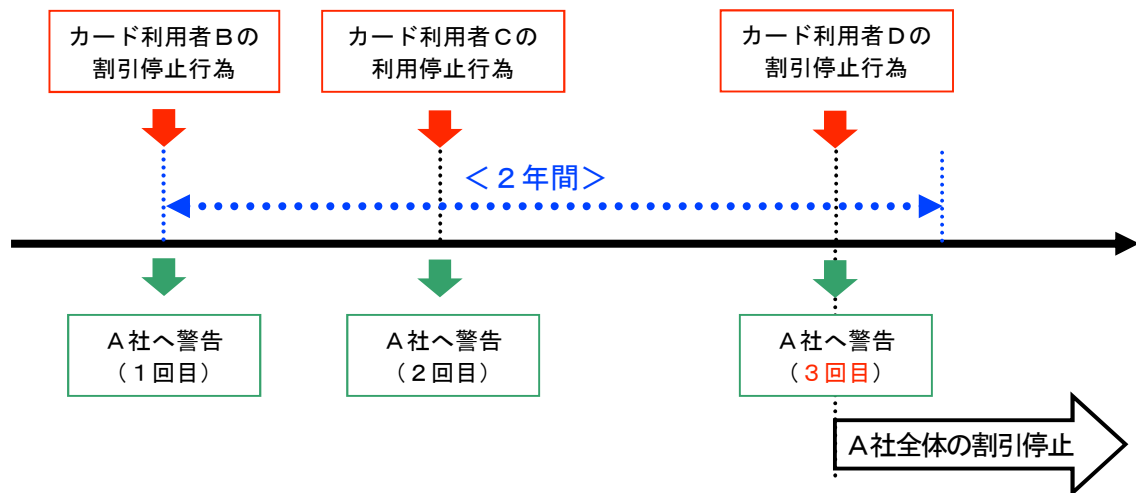 カード利用者Ｂの
割引停止行為
カード利用者Ｃの
利用停止行為
カード利用者Ｄの
割引停止行為
＜２年間＞
Ａ社へ警告
（１回目）
Ａ社へ警告
（２回目）
Ａ社へ警告
（３回目）
Ａ社全体の割引停止